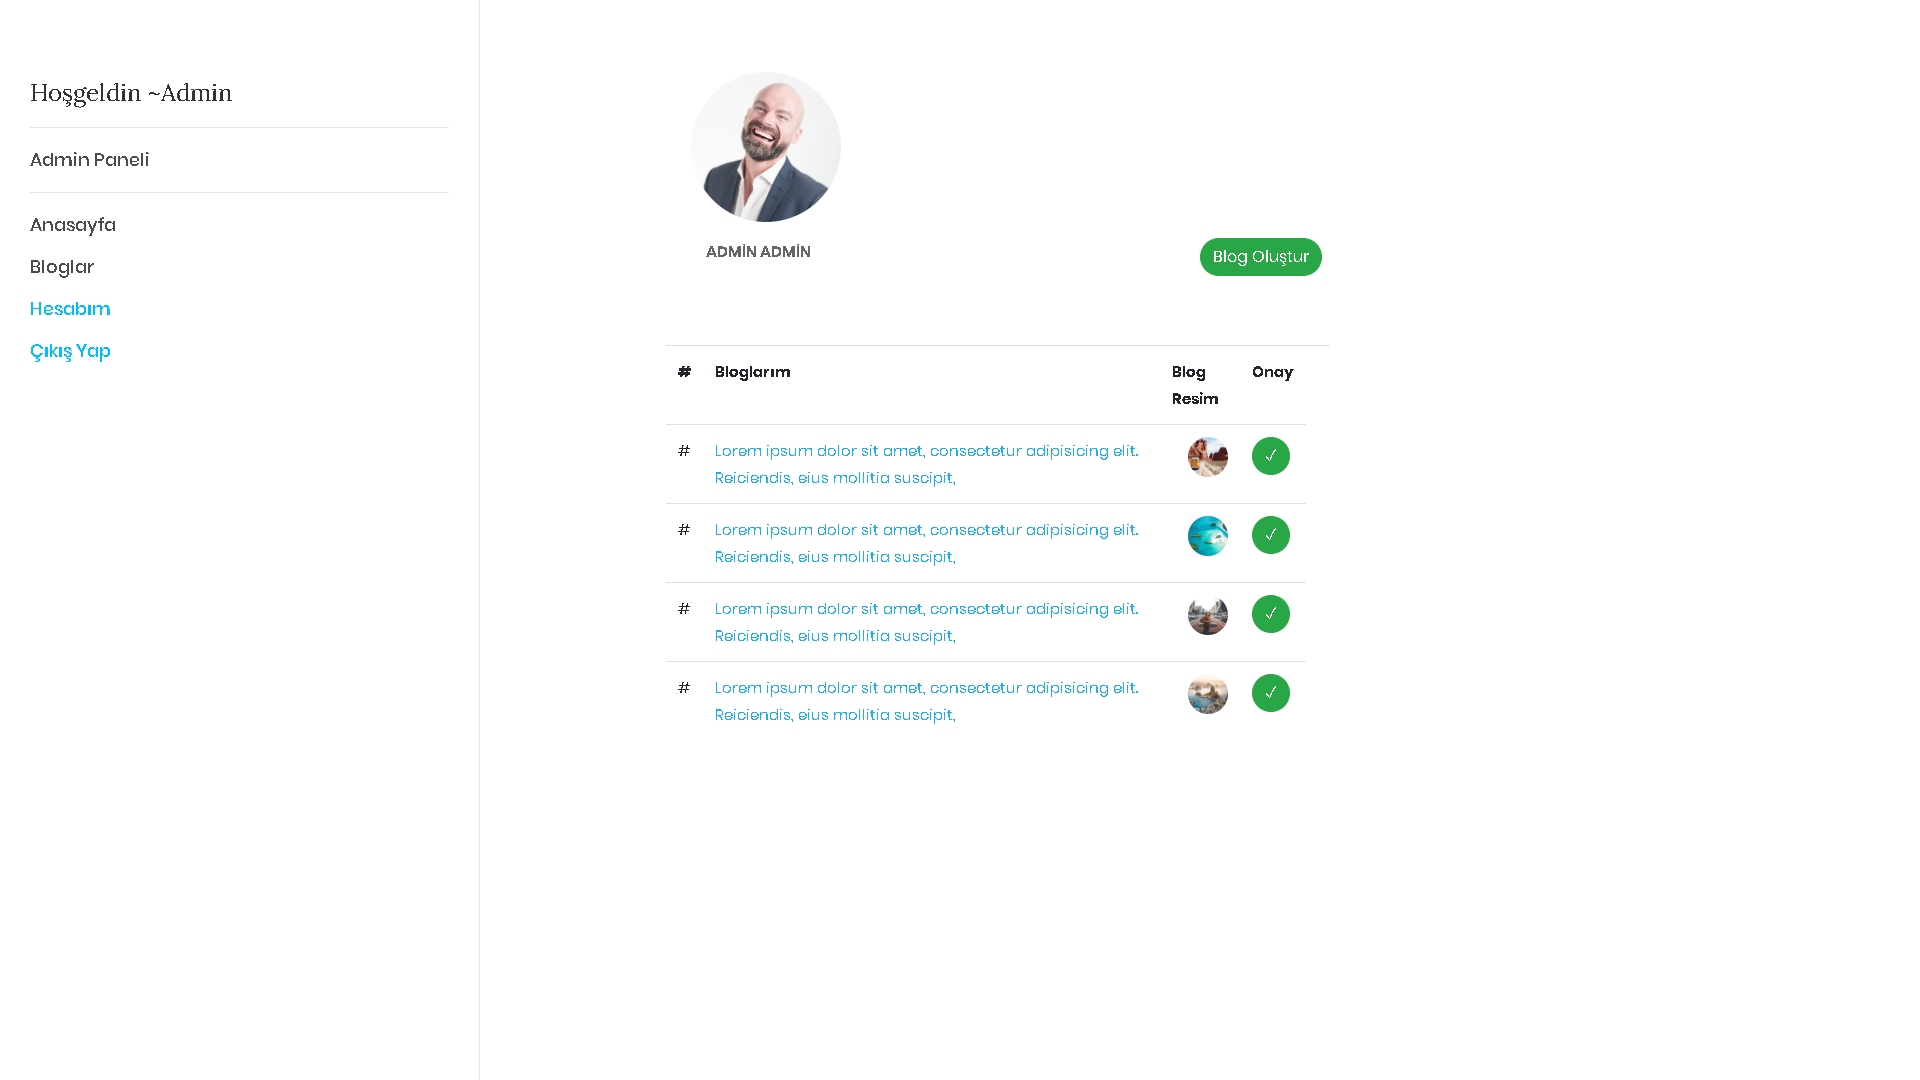 Hoşgeldin ~Admin
Admin Paneli
Anasayfa
Bloglar
Hesabım
Çıkış Yap
ADMİN ADMİN
Blog Oluştur
# Bloglarım Blog Resim Onay
# Lorem ipsum dolor sit amet, consectetur adipisicing elit.
Reiciendis, eius mollitia suscipit, ✓
# Lorem ipsum dolor sit amet, consectetur adipisicing elit.
Reiciendis, eius mollitia suscipit, ✓
# Lorem ipsum dolor sit amet, consectetur adipisicing elit.
Reiciendis, eius mollitia suscipit, ✓
# Lorem ipsum dolor sit amet, consectetur adipisicing elit.
Reiciendis, eius mollitia suscipit, ✓